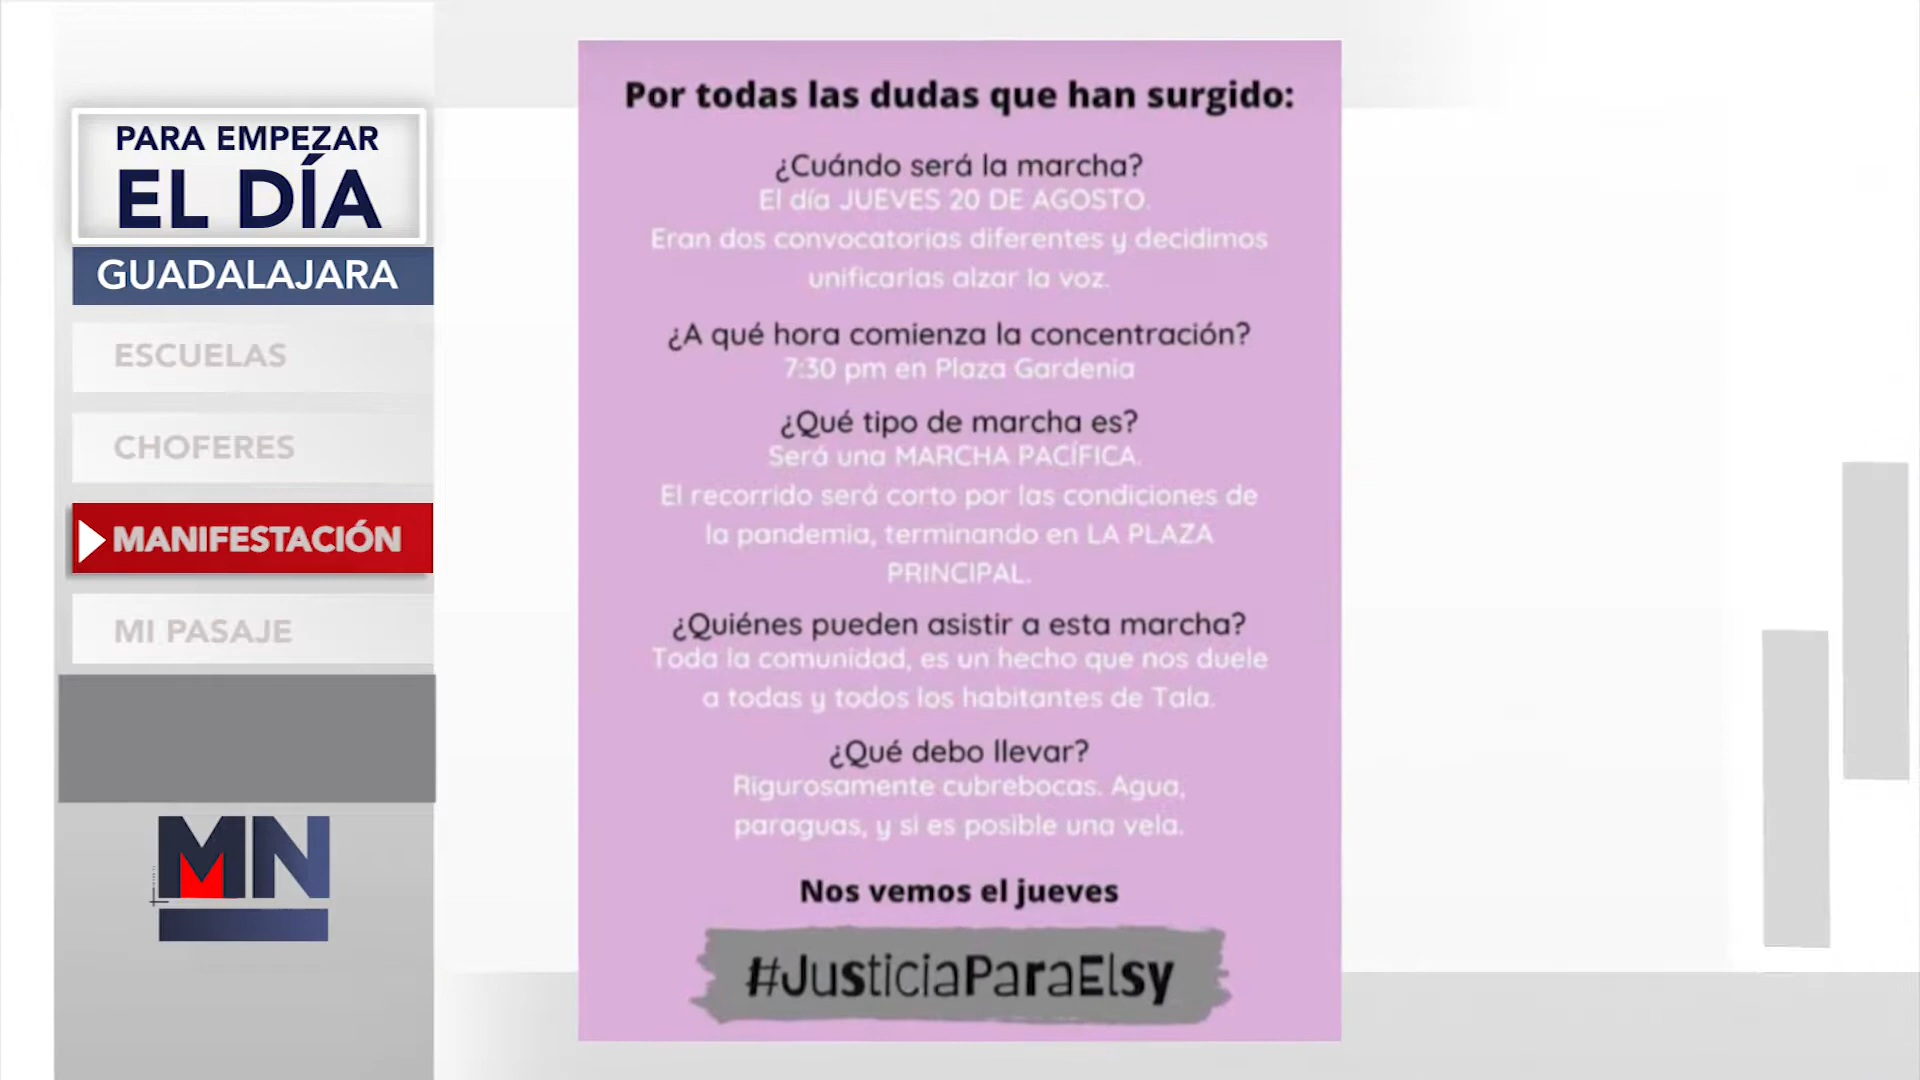 PARA EMPEZAR
EL DÍA
GUADALAJARA
ESCUELAS
CHOFERES
MANIFESTACIÓN
MI PASAJE
MN
Por todas las dudas que han surgido:
¿Cuándo será la marcha?
El día JUEVES 20 DE AGOSTO.
Eran dos convocatorias diferentes y decidimos
unificarlas alzar la voz.
¿A qué hora comienza la concentración?
7:30 pm en Plaza Gardenia
¿Qué tipo de marcha es?
Será una MARCHA PACÍFICA.
El recorrido será corto por las condiciones de
la pandemia, terminando en LA PLAZA
PRINCIPAL.
¿Quiénes pueden asistir a esta marcha?
Toda la comunidad, es un hecho que nos duele
a todas y todos los habitantes de Tala.
¿Qué debo llevar?
Rigurosamente cubrebocas. Agua,
paraguas, y si es posible una vela.
Nos vemos el jueves
#JusticiaParaElsy